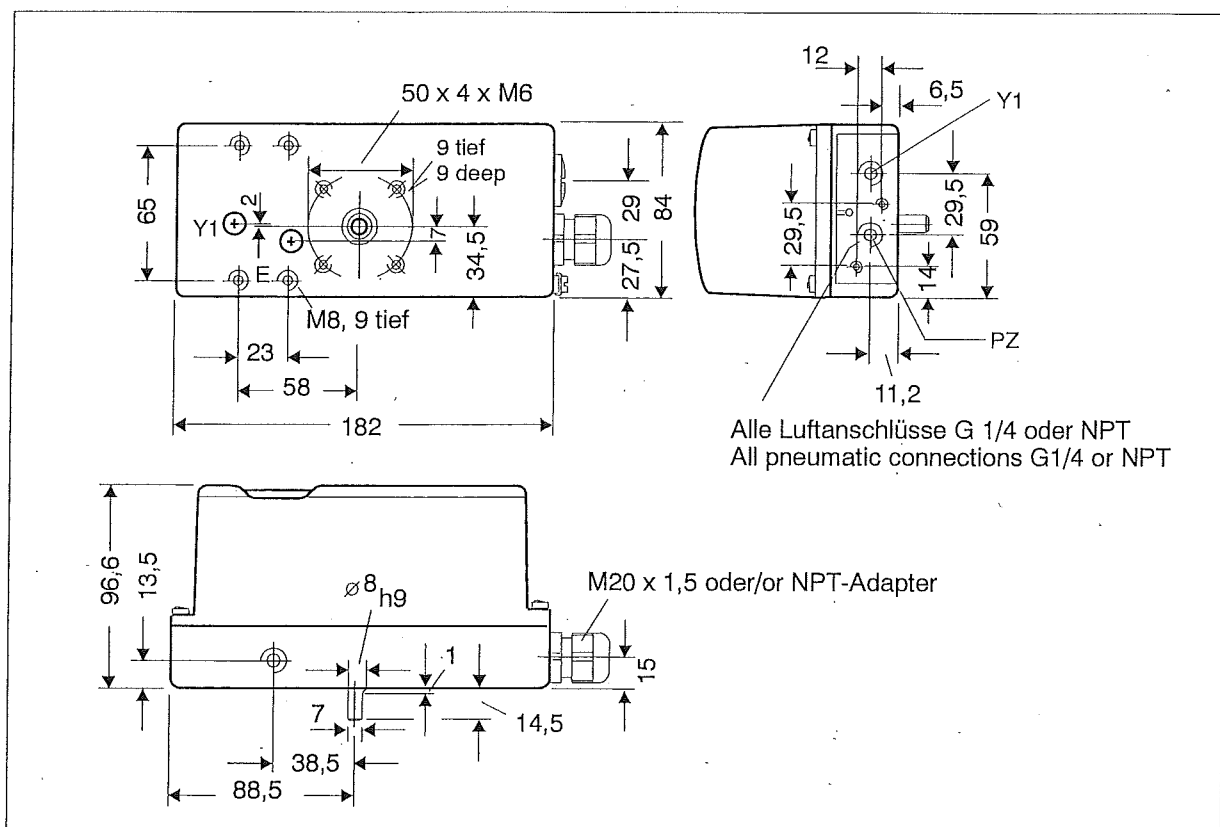 50 x 4 x M6
9 tief
9 deep
65
2
Y1
E
7
34,5
29
27,5
84
M8, 9 tief
23
58
182
12
6,5
Y1
29,5
29,5
59
14
PZ
11,2
Alle Luftanschlüsse G 1/4 oder NPT
All pneumatic connections G1/4 or NPT
96,6
13,5
⌀ 8 h9
M20 x 1,5 oder/or NPT-Adapter
1
15
7
14,5
38,5
88,5